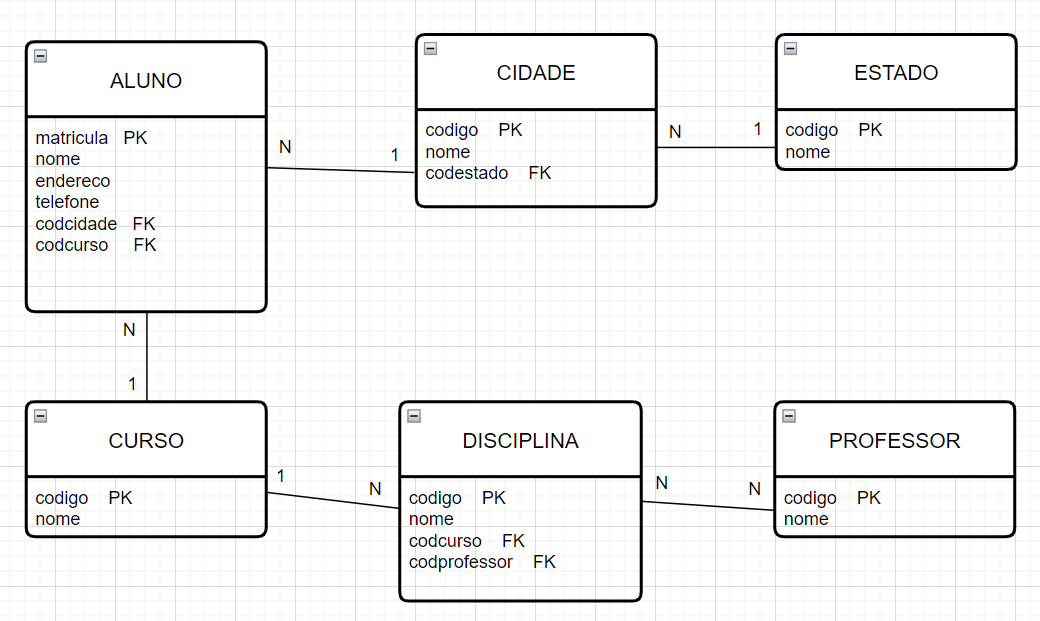 ALUNO
matricula PK
nome
endereco
telefone
codcidade FK
codcurso FK
N
1
CIDADE
codigo PK
nome
codestado FK
N
1
ESTADO
codigo PK
nome
N
1
CURSO
codigo PK
nome
1
N
DISCIPLINA
codigo PK
nome
codcurso FK
codprofessor FK
N
N
PROFESSOR
codigo PK
nome